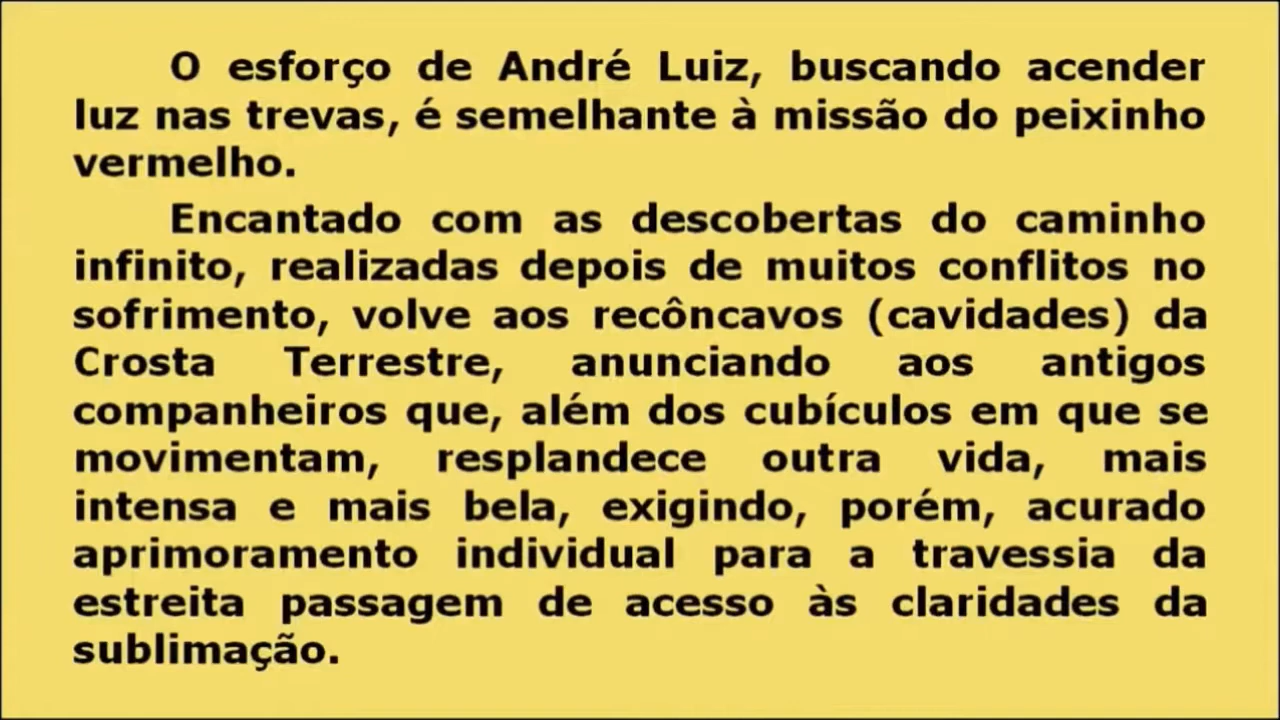 O esforço de André Luiz, buscando acender
luz nas trevas, é semelhante à missão do peixinho
vermelho.
Encantado com as descobertas do caminho
infinito, realizadas depois de muitos conflitos no
sofrimento, volve aos recôncavos (cavidades) da
Crosta Terrestre, anunciando aos antigos
companheiros que, além dos cubículos em que se
movimentam, resplandece outra vida, mais
intensa e mais bela, exigindo, porém, acurado
aprimoramento individual para a travessia da
estreita passagem de acesso às claridades da
sublimação.